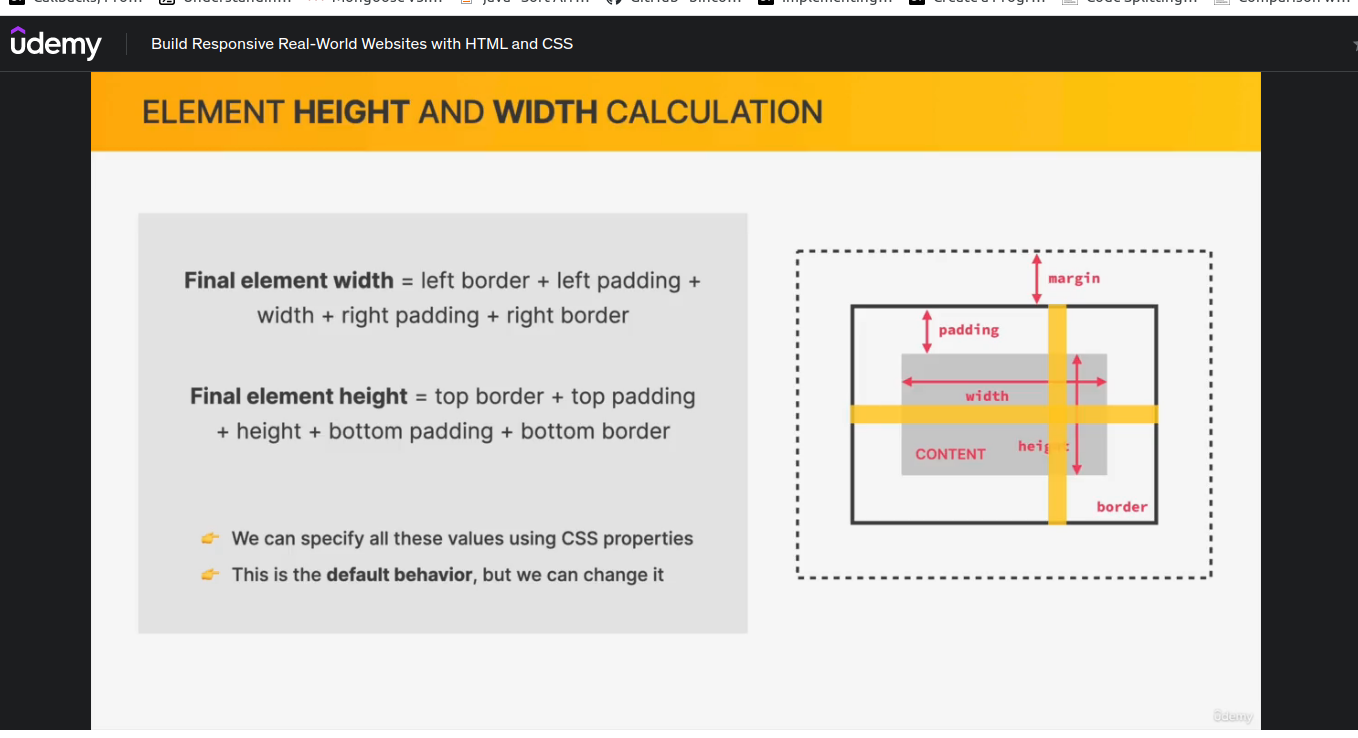 Build Responsive Real-World Websites with HTML and CSS
ûdemy
ELEMENT HEIGHT AND WIDTH CALCULATION
Final element width = left border + left padding +
width + right padding + right border
Final element height = top border + top padding
+ height + bottom padding + bottom border
👉 We can specify all these values using CSS properties
👉 This is the default behavior, but we can change it
margin
padding
width
height
CONTENT
border
ûdemy